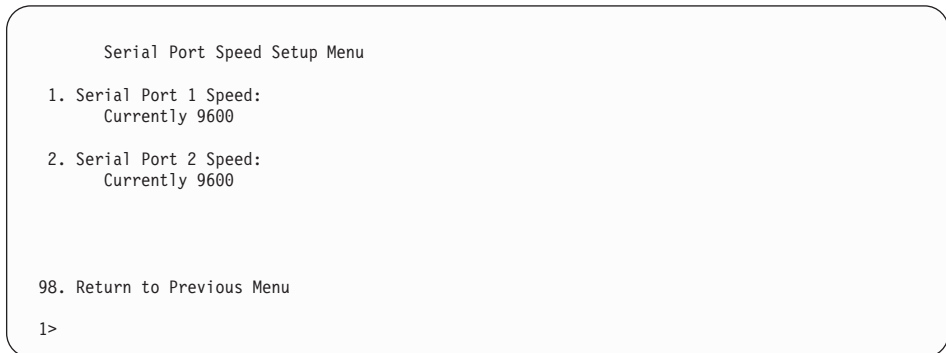 Serial Port Speed Setup Menu
1. Serial Port 1 Speed:
Currently 9600
2. Serial Port 2 Speed:
Currently 9600
98. Return to Previous Menu
1>